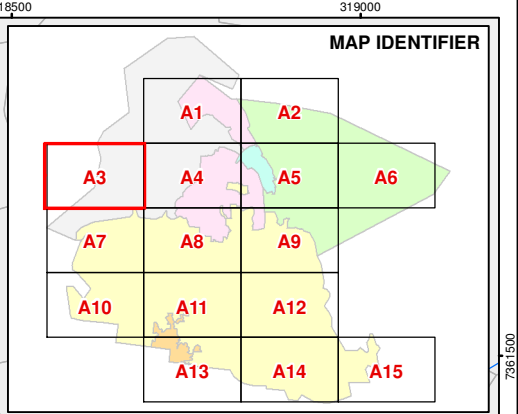 18500 319000
MAP IDENTIFIER
A1 A2
A3 A4 A5 A6
A7 A8 A9
A10 A11 A12
7361500
A13 A14 A15